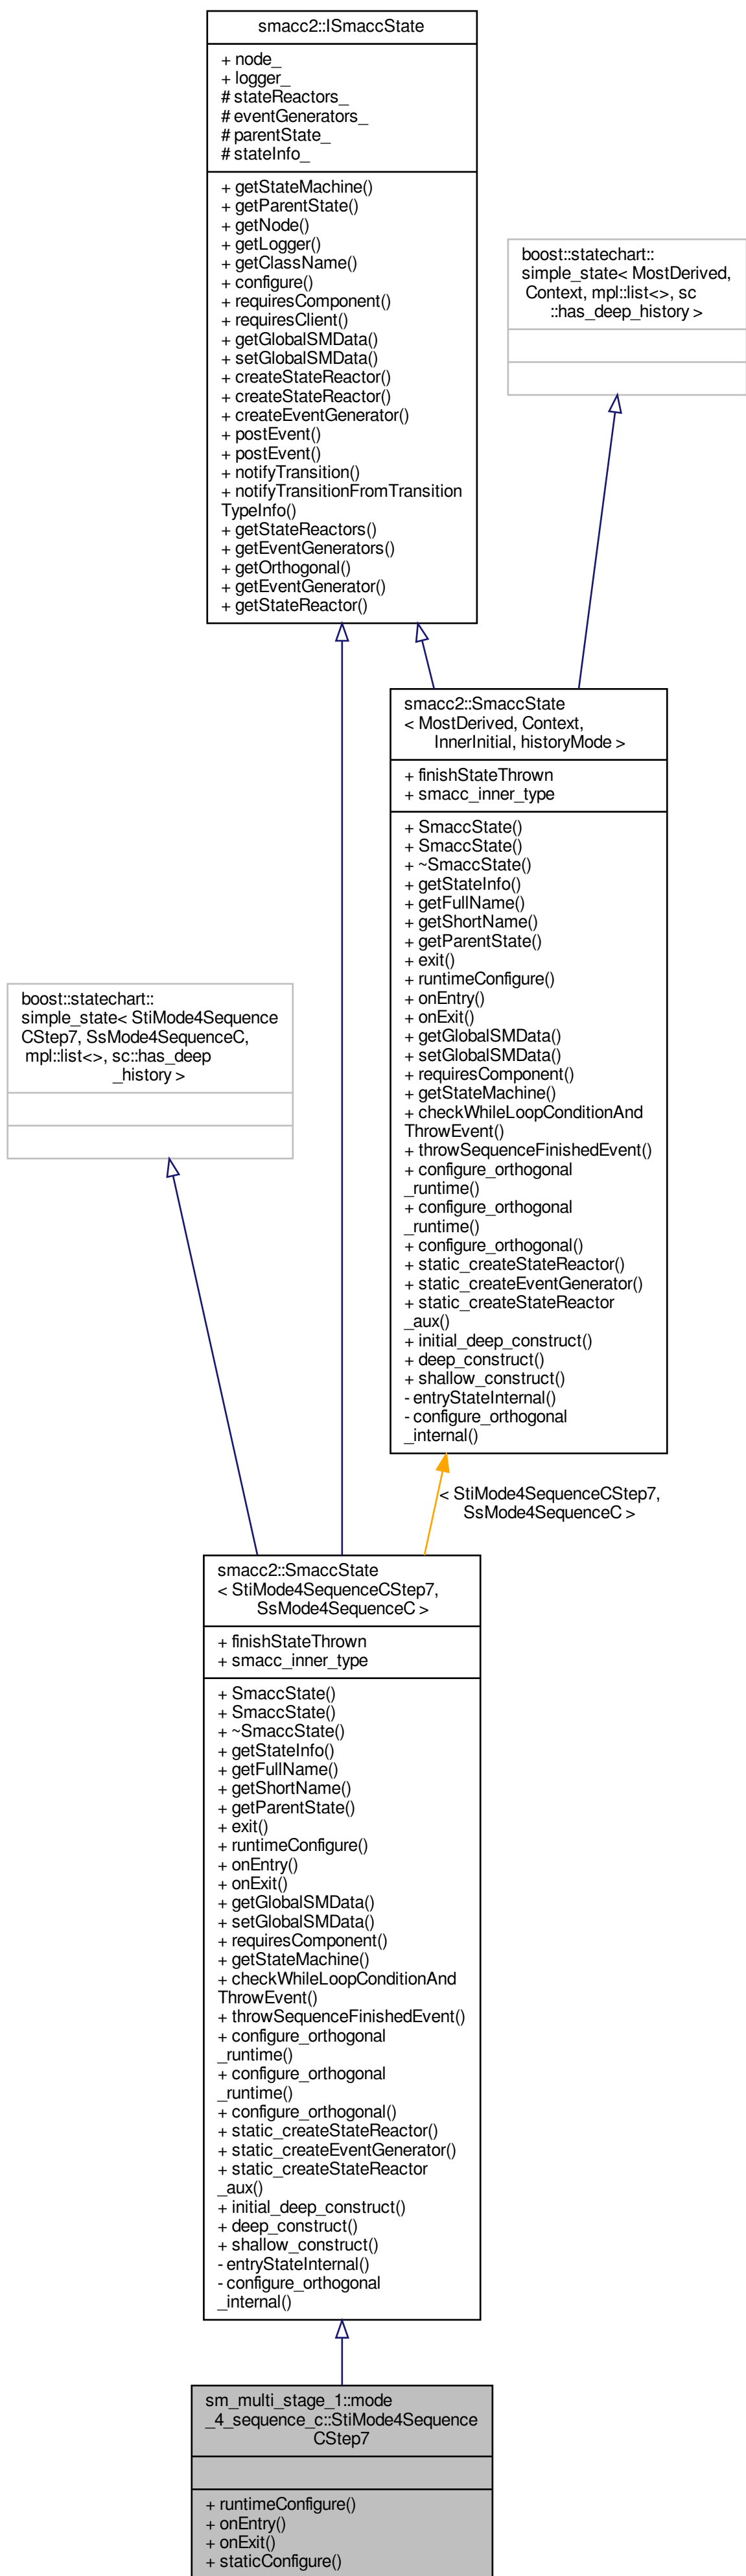 smacc2::ISmaccState
+ node_
+ logger_
# stateReactors_
# eventGenerators_
# parentState_
# stateInfo_
+ getStateMachine()
+ getParentState()
+ getNode()
+ getLogger()
+ getClassName()
+ configure()
+ requiresComponent()
+ requiresClient()
+ getGlobalSMData()
+ setGlobalSMData()
+ createStateReactor()
+ createStateReactor()
+ createEventGenerator()
+ postEvent()
+ postEvent()
+ notifyTransition()
+ notifyTransitionFromTransition
TypeInfo()
+ getStateReactors()
+ getEventGenerators()
+ getOrthogonal()
+ getEventGenerator()
+ getStateReactor()
boost::statechart::
simple_state< MostDerived,
Context, mpl::list<>, sc
::has_deep_history >
smacc2::SmaccState
< MostDerived, Context,
InnerInitial, historyMode >
+ finishStateThrown
+ smacc_inner_type
+ SmaccState()
+ SmaccState()
+ ~SmaccState()
+ getStateInfo()
+ getFullName()
+ getShortName()
+ getParentState()
+ exit()
+ runtimeConfigure()
+ onEntry()
+ onExit()
+ getGlobalSMData()
+ setGlobalSMData()
+ requiresComponent()
+ getStateMachine()
+ checkWhileLoopConditionAnd
ThrowEvent()
+ throwSequenceFinishedEvent()
+ configure_orthogonal
_runtime()
+ configure_orthogonal
_runtime()
+ configure_orthogonal()
+ static_createStateReactor()
+ static_createEventGenerator()
+ static_createStateReactor
_aux()
+ initial_deep_construct()
+ deep_construct()
+ shallow_construct()
- entryStateInternal()
- configure_orthogonal
_internal()
boost::statechart::
simple_state< StiMode4Sequence
CStep7, SsMode4SequenceC,
mpl::list<>, sc::has_deep
_history >
< StiMode4SequenceCStep7,
SsMode4SequenceC >
smacc2::SmaccState
< StiMode4SequenceCStep7,
SsMode4SequenceC >
+ finishStateThrown
+ smacc_inner_type
+ SmaccState()
+ SmaccState()
+ ~SmaccState()
+ getStateInfo()
+ getFullName()
+ getShortName()
+ getParentState()
+ exit()
+ runtimeConfigure()
+ onEntry()
+ onExit()
+ getGlobalSMData()
+ setGlobalSMData()
+ requiresComponent()
+ getStateMachine()
+ checkWhileLoopConditionAnd
ThrowEvent()
+ throwSequenceFinishedEvent()
+ configure_orthogonal
_runtime()
+ configure_orthogonal
_runtime()
+ configure_orthogonal()
+ static_createStateReactor()
+ static_createEventGenerator()
+ static_createStateReactor
_aux()
+ initial_deep_construct()
+ deep_construct()
+ shallow_construct()
- entryStateInternal()
- configure_orthogonal
_internal()
sm_multi_stage_1::mode
_4_sequence_c::StiMode4Sequence
CStep7
+ runtimeConfigure()
+ onEntry()
+ onExit()
+ staticConfigure()